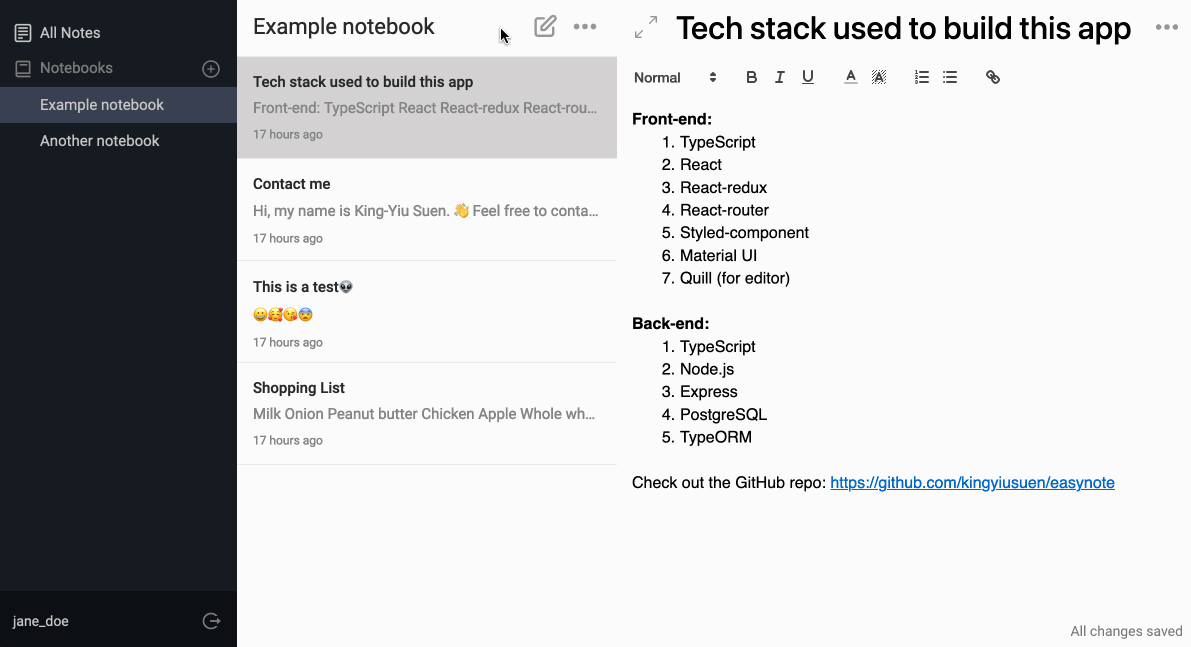 All Notes
Notebooks
Example notebook
Another notebook
jane_doe
Example notebook
Tech stack used to build this app
Front-end: TypeScript React React-redux React-rou...
17 hours ago
Contact me
Hi, my name is King-Yiu Suen. 👋 Feel free to conta...
17 hours ago
This is a test👽
😀🥰😘😨
17 hours ago
Shopping List
Milk Onion Peanut butter Chicken Apple Whole wh...
17 hours ago
Tech stack used to build this app
Normal B I U A A
Front-end:
1. TypeScript
2. React
3. React-redux
4. React-router
5. Styled-component
6. Material UI
7. Quill (for editor)
Back-end:
1. TypeScript
2. Node.js
3. Express
4. PostgreSQL
5. TypeORM
Check out the GitHub repo: https://github.com/kingyiusuen/easynote
All changes saved